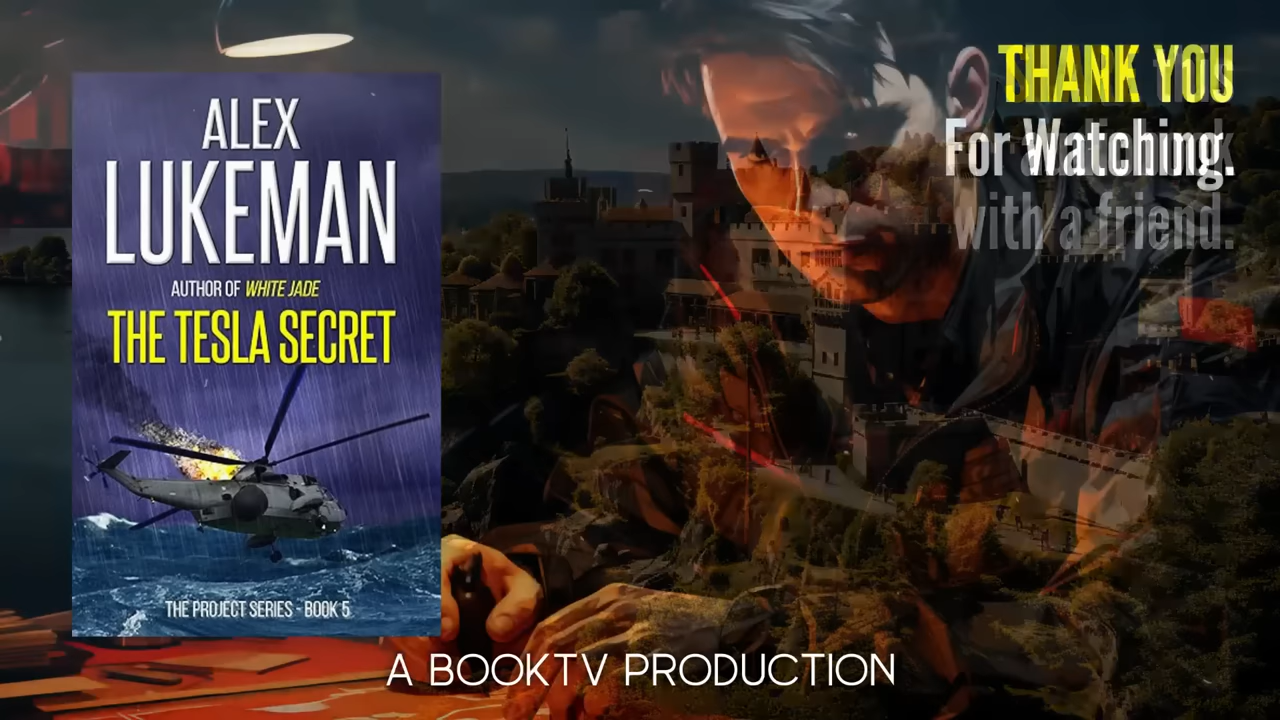 ALEX
LUKEMAN
AUTHOR OF WHITE JADE
THE TESLA SECRET
THE PROJECT SERIES - BOOK 5
THANK YOU
For Watching.
with a friend.
A BOOKTV PRODUCTION